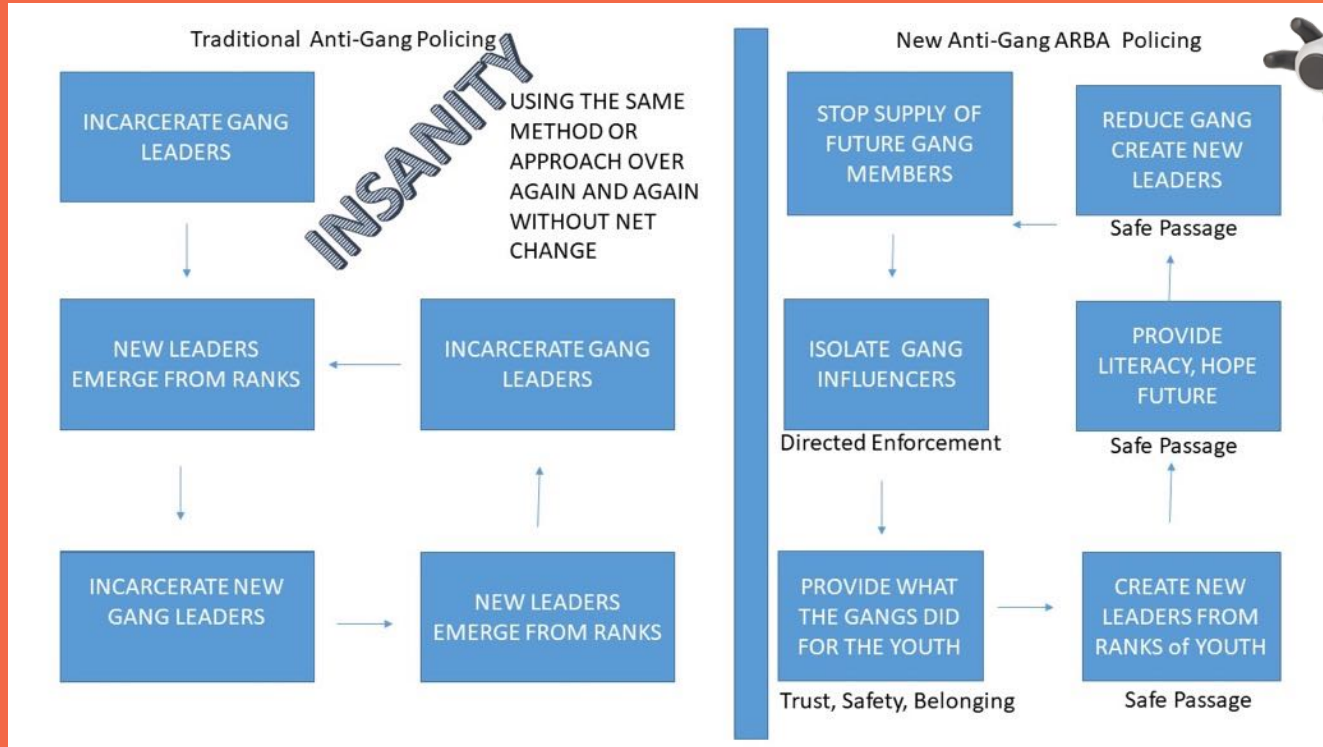 Traditional Anti-Gang Policing
INCARCERATE GANG
LEADERS
INSANITY
USING THE SAME
METHOD OR
APPROACH OVER
AGAIN AND AGAIN
WITHOUT NET
CHANGE
NEW LEADERS
EMERGE FROM RANKS
INCARCERATE GANG
LEADERS
INCARCERATE NEW
GANG LEADERS
NEW LEADERS
EMERGE FROM RANKS
New Anti-Gang ARBA Policing
STOP SUPPLY OF
FUTURE GANG
MEMBERS
REDUCE GANG
CREATE NEW
LEADERS
Safe Passage
ISOLATE GANG
INFLUENCERS
Directed Enforcement
PROVIDE
LITERACY, HOPE
FUTURE
Safe Passage
PROVIDE WHAT
THE GANGS DID
FOR THE YOUTH
Trust, Safety, Belonging
CREATE NEW
LEADERS FROM
RANKS of YOUTH
Safe Passage